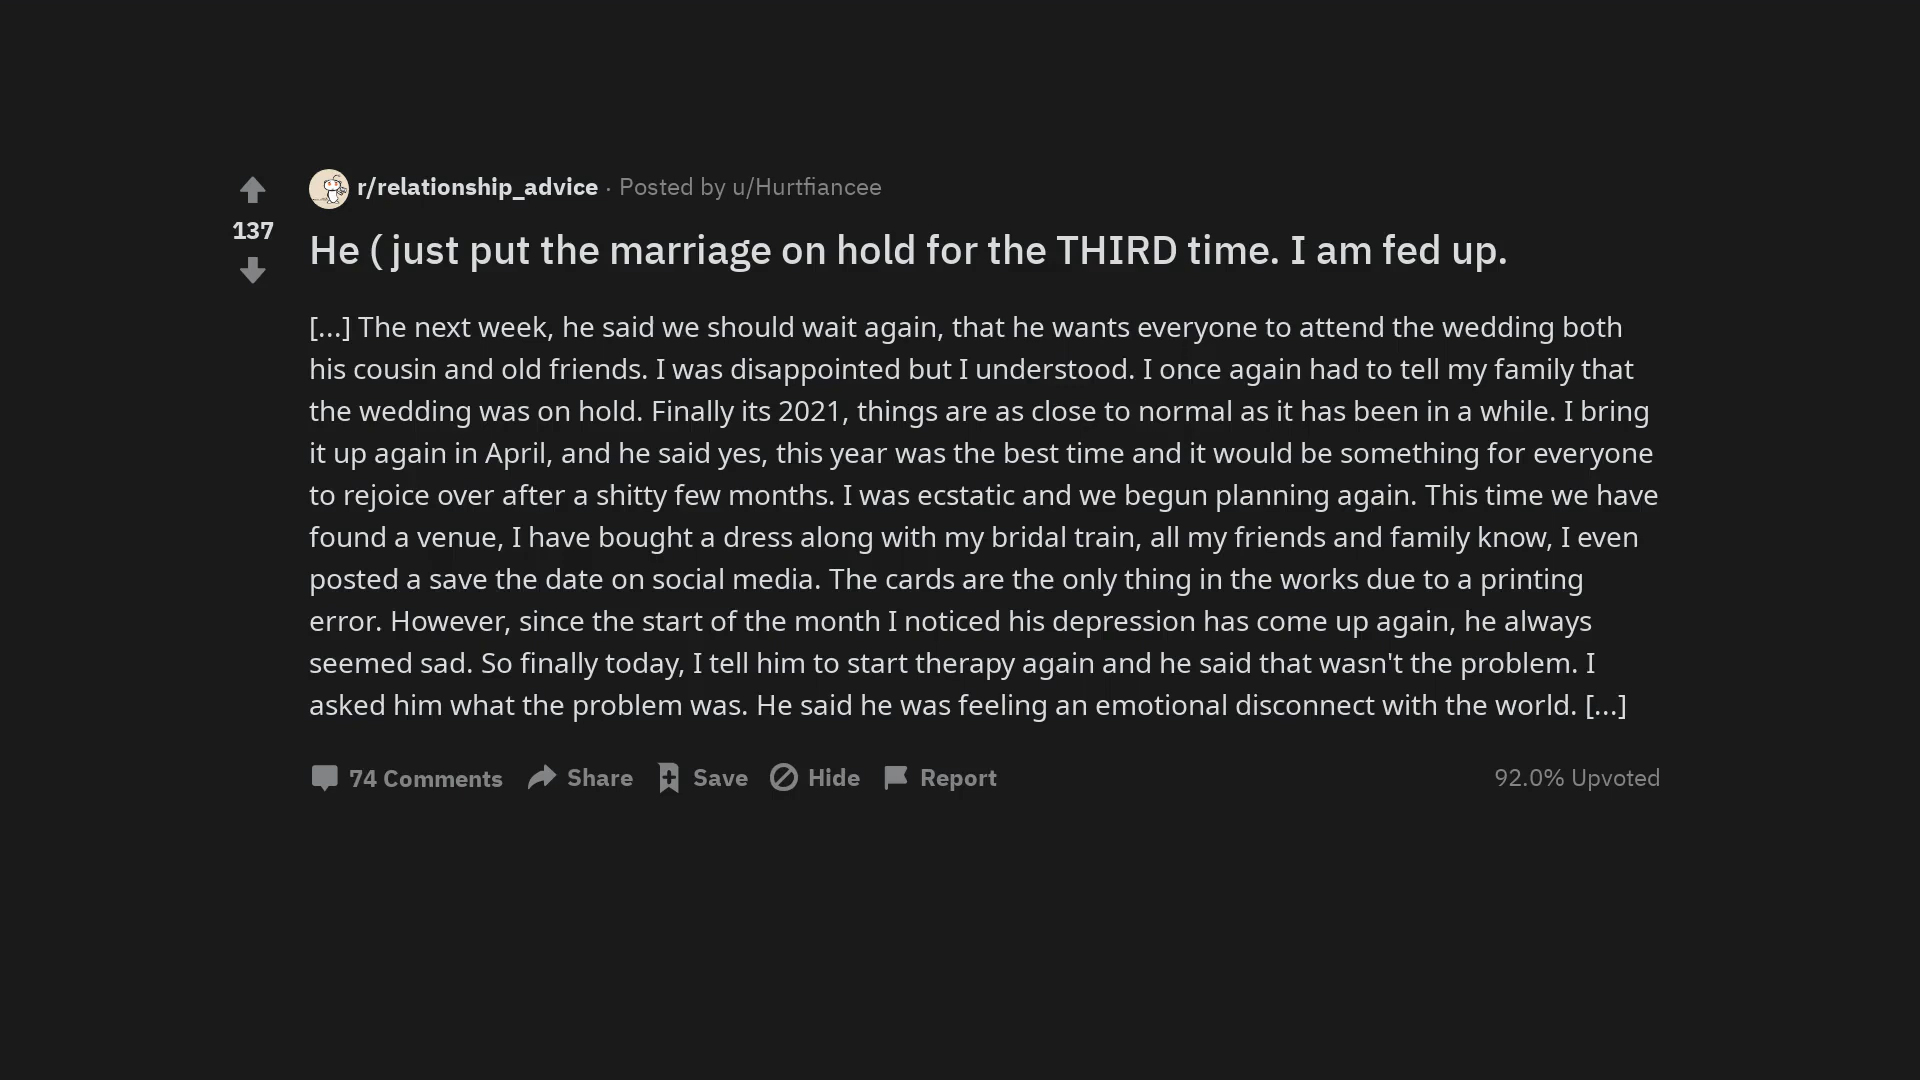 r/relationship_advice · Posted by u/Hurtfiancee
137
He ( just put the marriage on hold for the THIRD time. I am fed up.
[...] The next week, he said we should wait again, that he wants everyone to attend the wedding both
his cousin and old friends. I was disappointed but I understood. I once again had to tell my family that
the wedding was on hold. Finally its 2021, things are as close to normal as it has been in a while. I bring
it up again in April, and he said yes, this year was the best time and it would be something for everyone
to rejoice over after a shitty few months. I was ecstatic and we begun planning again. This time we have
found a venue, I have bought a dress along with my bridal train, all my friends and family know, I even
posted a save the date on social media. The cards are the only thing in the works due to a printing
error. However, since the start of the month I noticed his depression has come up again, he always
seemed sad. So finally today, I tell him to start therapy again and he said that wasn't the problem. I
asked him what the problem was. He said he was feeling an emotional disconnect with the world. [...]
74 Comments Share Save Hide Report 92.0% Upvoted